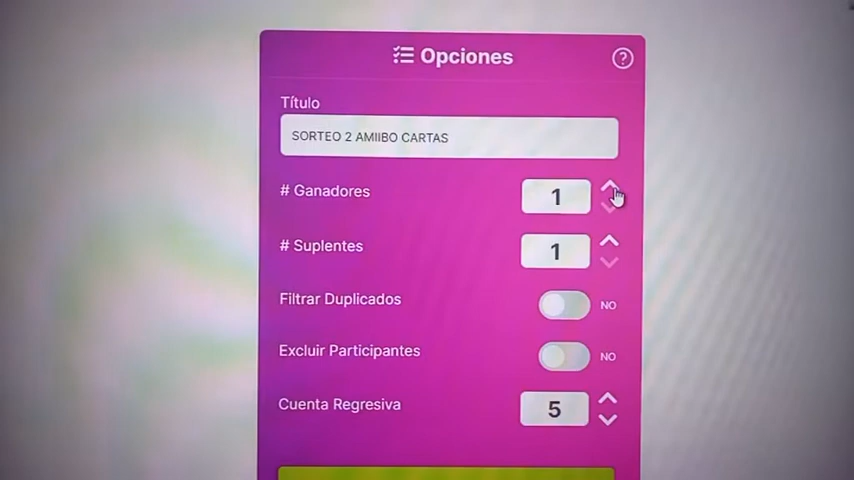 Opciones
Título
SORTEO 2 AMIIBO CARTAS
# Ganadores
1
# Suplentes
1
Filtrar Duplicados
NO
Excluir Participantes
NO
Cuenta Regresiva
5